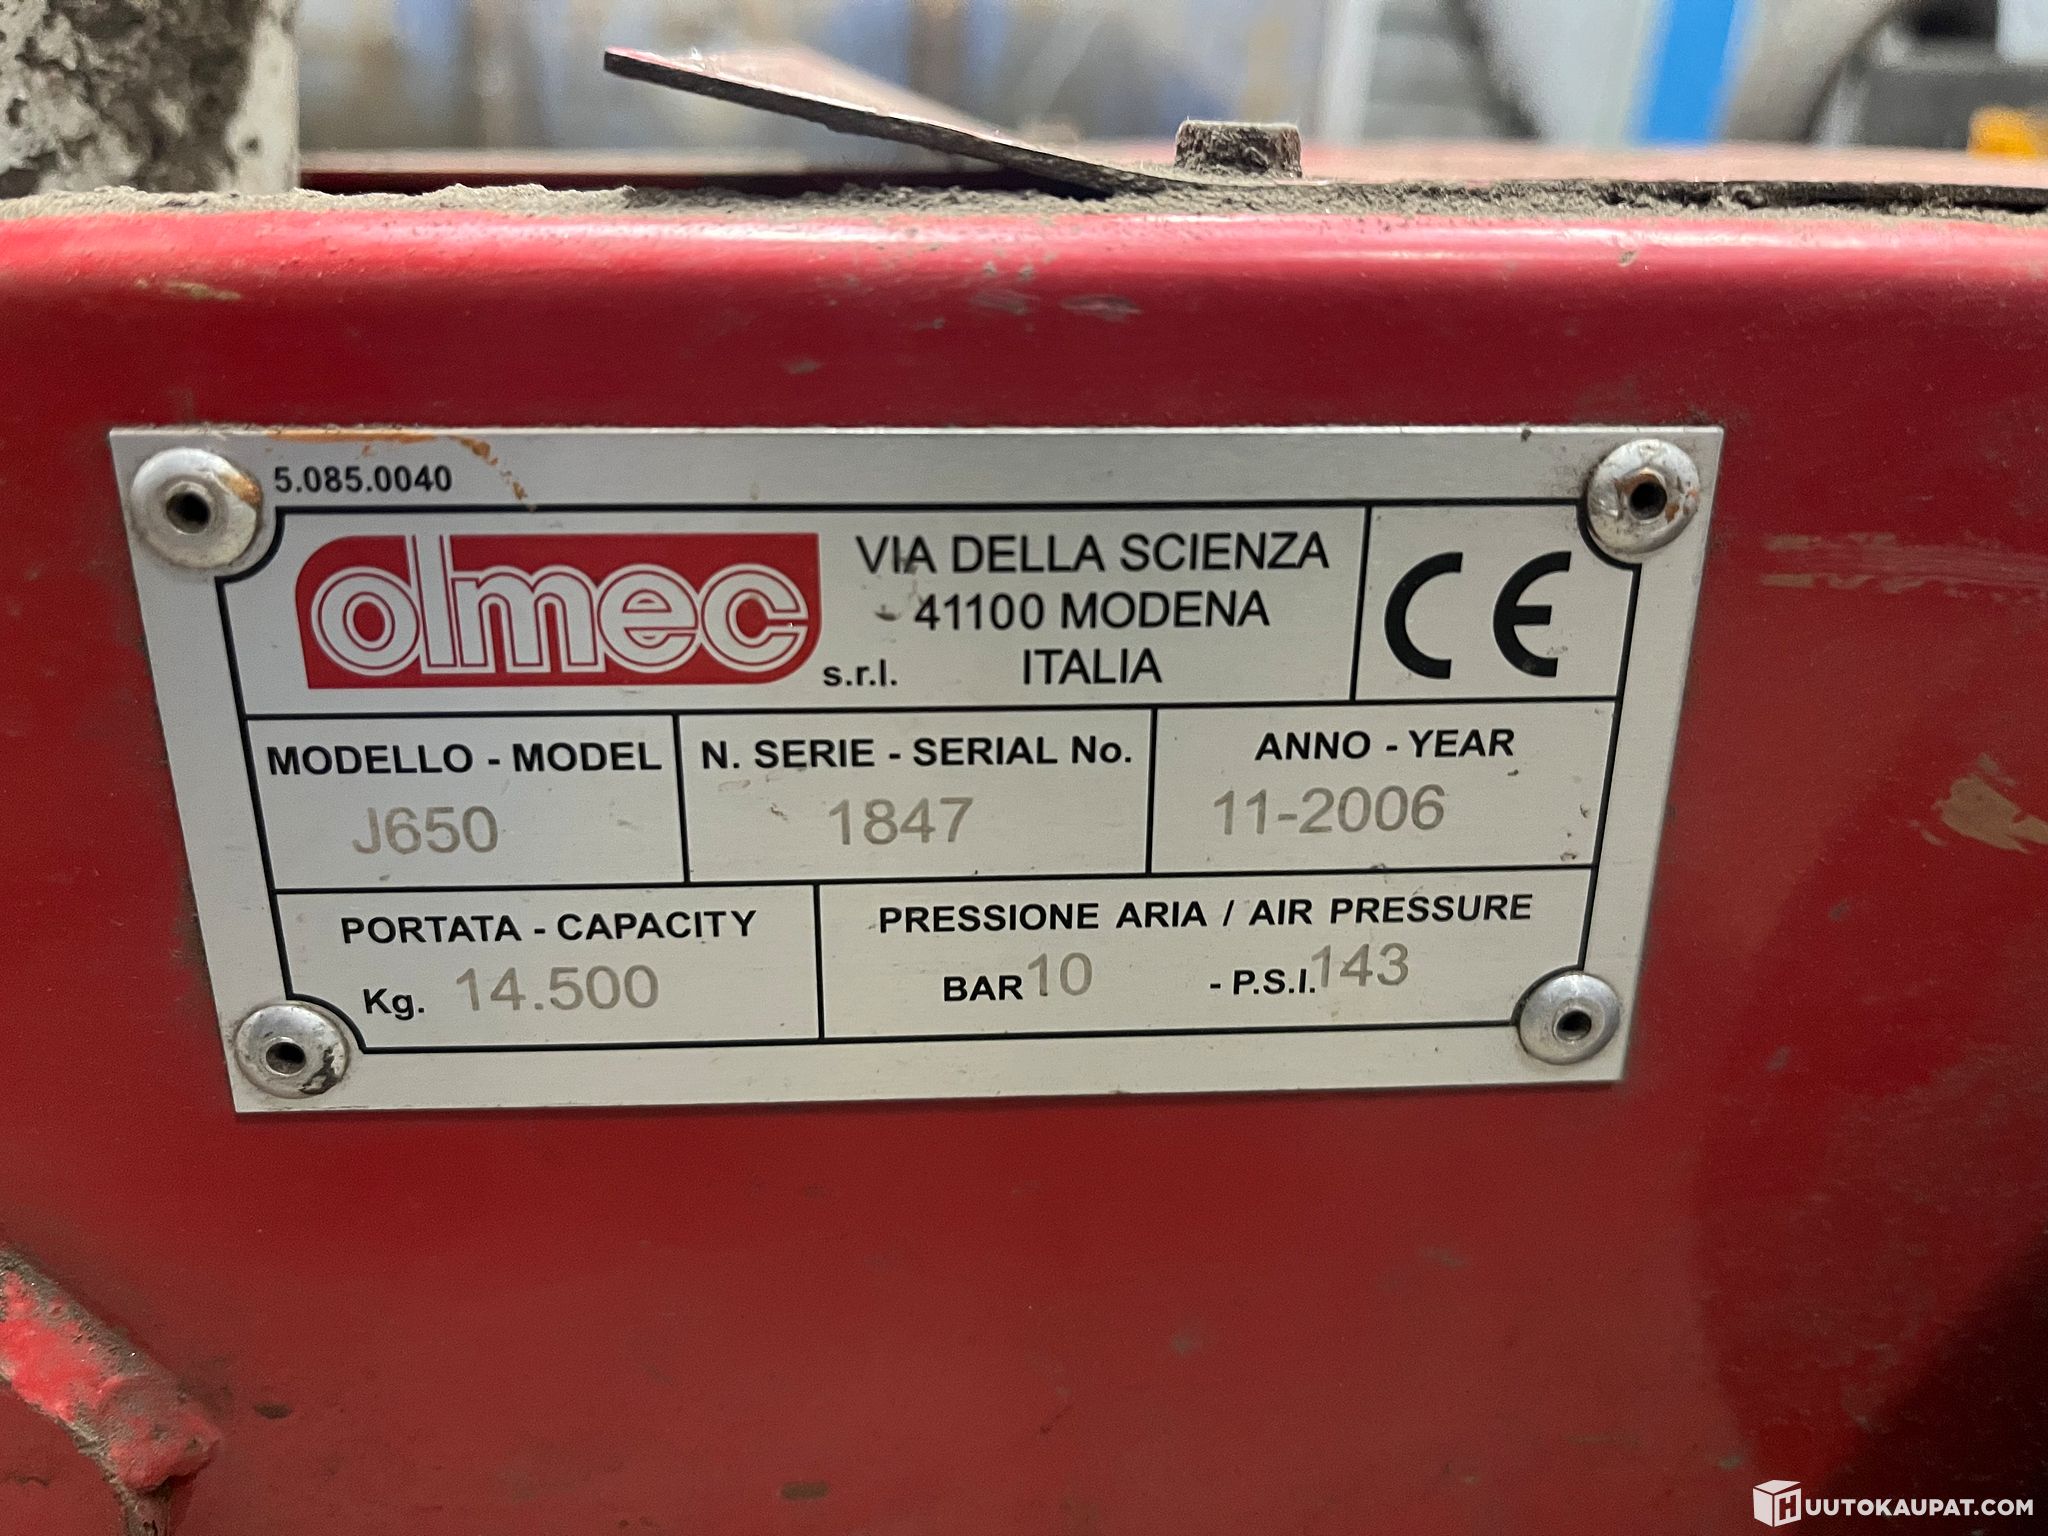 5.085.0040
olmec s.r.l.
VIA DELLA SCIENZA
41100 MODENA
ITALIA
CE
MODELLO - MODEL
J650
N. SERIE - SERIAL No.
1847
ANNO - YEAR
11-2006
PORTATA - CAPACITY
Kg. 14.500
PRESSIONE ARIA / AIR PRESSURE
BAR 10 - P.S.I. 143
HUUTOKAUPAT.COM